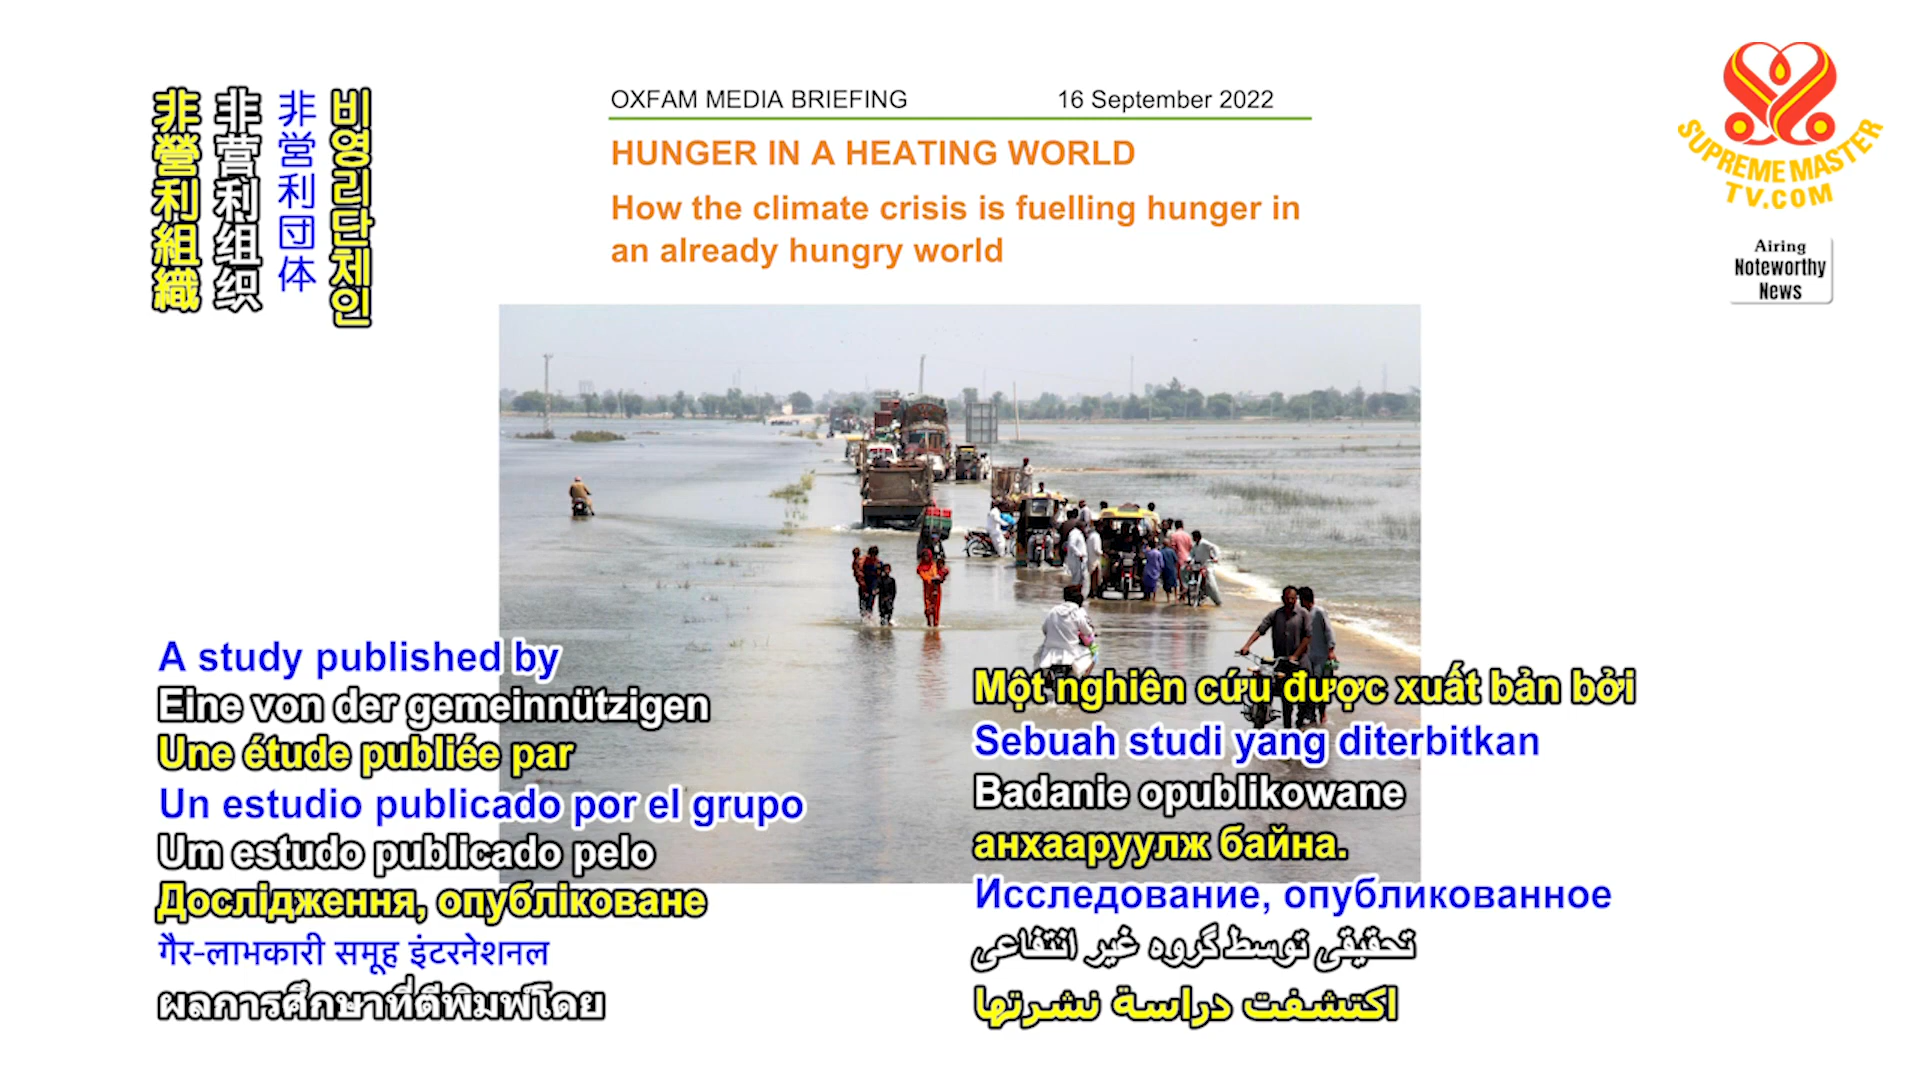 非營利組織
非营利组织
非営利団体
비영리단체인
OXFAM MEDIA BRIEFING 16 September 2022
HUNGER IN A HEATING WORLD
How the climate crisis is fuelling hunger in
an already hungry world
SUPREME MASTER
TV.COM
Airing
Noteworthy
News
A study published by
Eine von der gemeinnützigen
Une étude publiée par
Un estudio publicado por el grupo
Um estudo publicado pelo
Дослідження, опубліковане
गैर-लाभकारी समूह इंटरनेशनल
ผลการศึกษาที่ตีพิมพ์โดย
Một nghiên cứu được xuất bản bởi
Sebuah studi yang diterbitkan
Badanie opublikowane
анхааруулж байна.
Исследование, опубликованное
تحقیقی توسط گروه غیر انتفاعی
اكتشفت دراسة نشرتها